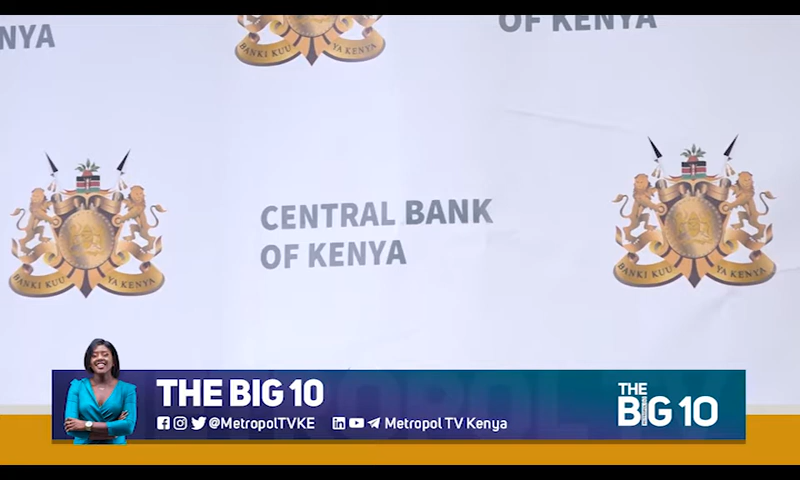 NYA
BANKI KUU YA KENYA
OF KENYA
BANKI KUU YA KENYA
CENTRAL BANK
OF KENYA
BANKI KUU YA KENYA
THE BIG 10
@MetropolTVKE Metropol TV Kenya
THE
BIG 10